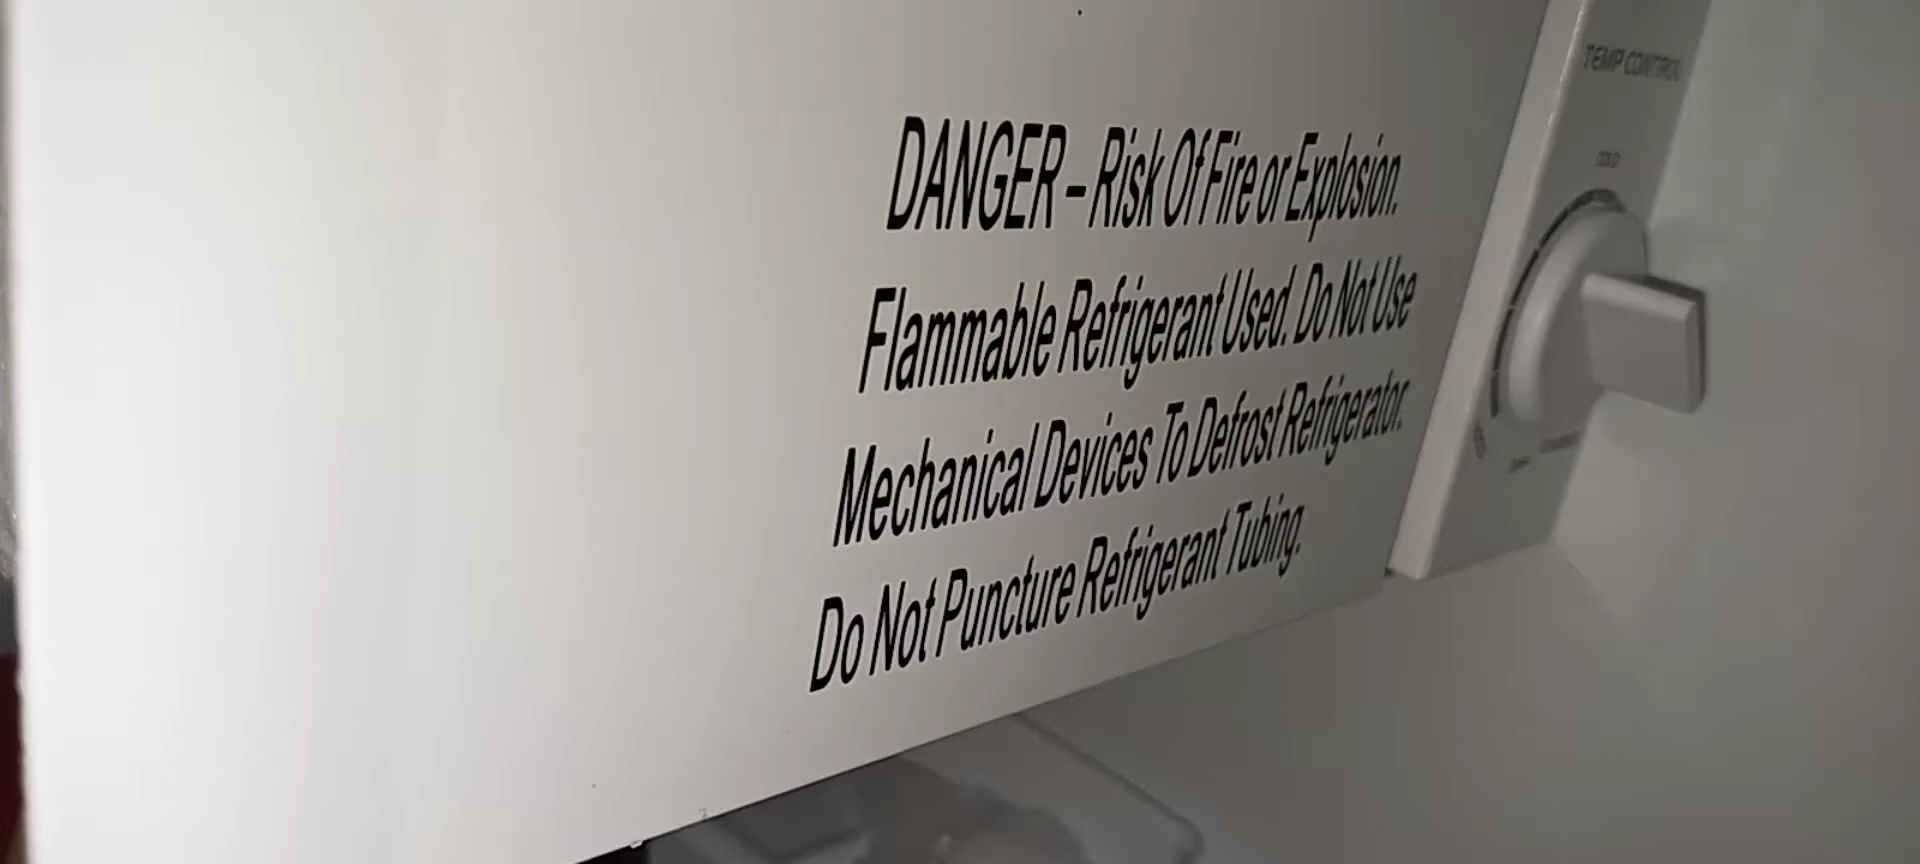 DANGER – Risk Of Fire or Explosion.
Flammable Refrigerant Used. Do Not Use
Mechanical Devices To Defrost Refrigerator.
Do Not Puncture Refrigerant Tubing.
TEMP CONTROL
COLD